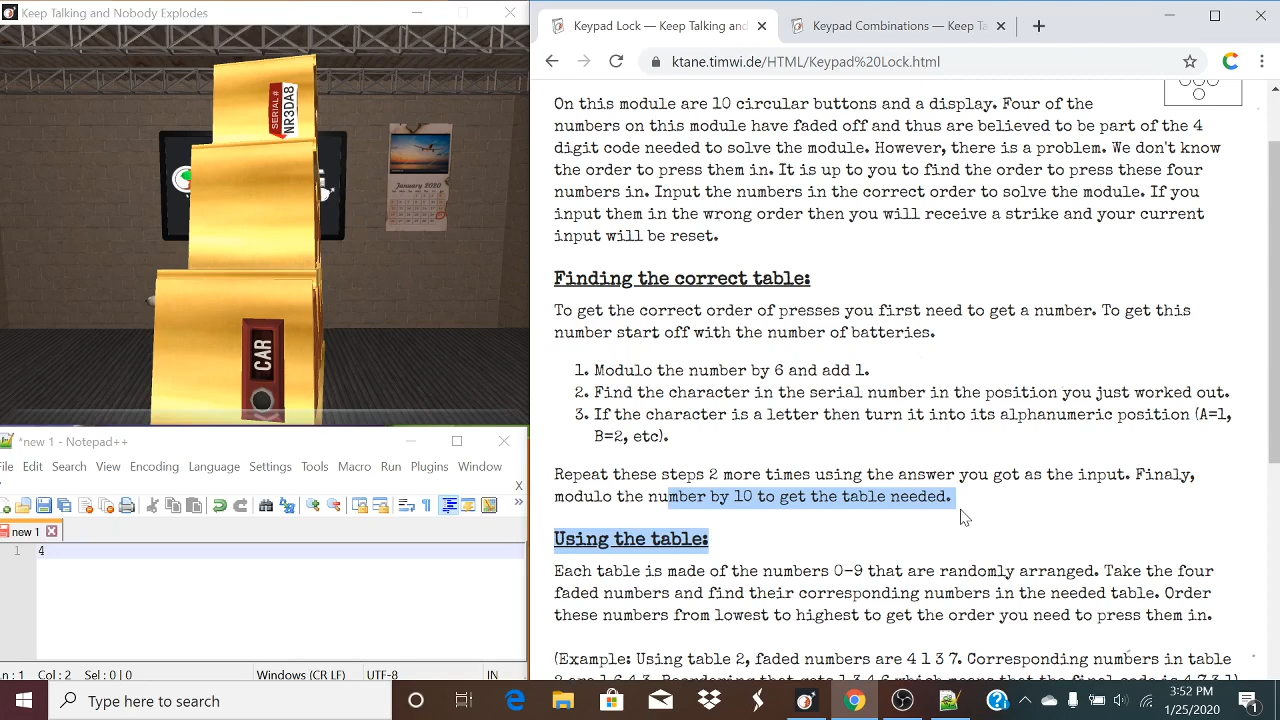 Keep Talking and Nobody Explodes
SERIAL #
NR3DA8
January 2020
CAR
*new 1 - Notepad++
File Edit Search View Encoding Language Settings Tools Macro Run Plugins Window
X
new 1
1 4
Ln : 1 Col : 2 Sel : 0 | 0 Windows (CR LF) UTF-8 IN
Keypad Lock — Keep Talking and
Keypad Combinations — Keep Ta
ktane.timwi.de/HTML/Keypad%20Lock.html
On this module are 10 circular buttons and a display. Four of the
numbers on this module have faded off and thus are believed to be part of the 4
digit code needed to solve the module. However, there is a problem. We don't know
the order to press them in. It is up to you to find the order to press these four
numbers in. Input the numbers in the correct order to solve the module. If you
input them in the wrong order then you will receive a strike and your current
input will be reset.
Finding the correct table:
To get the correct order of presses you first need to get a number. To get this
number start off with the number of batteries.
1. Modulo the number by 6 and add 1.
2. Find the character in the serial number in the position you just worked out.
3. If the character is a letter then turn it into its alphanumeric position (A=1,
B=2, etc).
Repeat these steps 2 more times using the answer you got as the input. Finaly,
modulo the number by 10 to get the table needed.
Using the table:
Each table is made of the numbers 0-9 that are randomly arranged. Take the four
faded numbers and find their corresponding numbers in the needed table. Order
these numbers from lowest to highest to get the order you need to press them in.
(Example: Using table 2, faded numbers are 4 1 3 7. Corresponding numbers in table
Type here to search
3:52 PM
1/25/2020